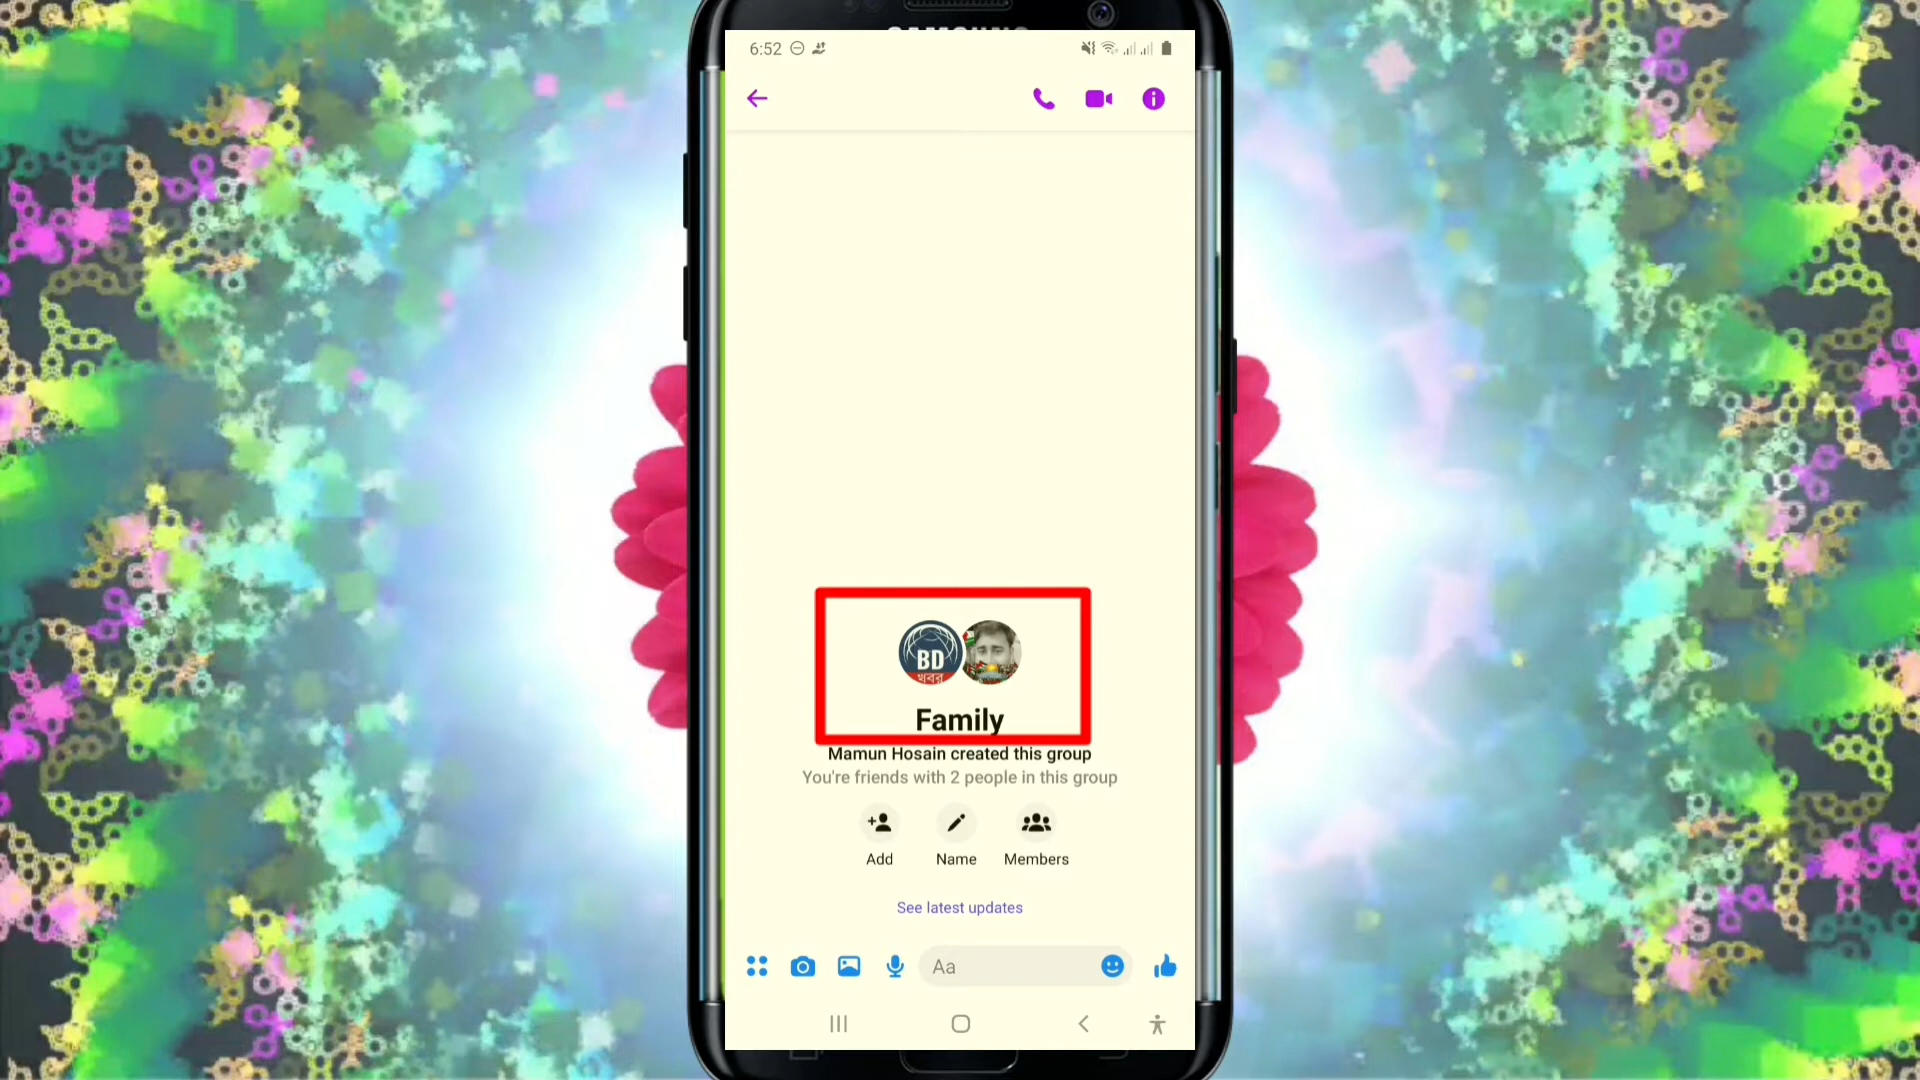 6:52
BD
খবর
Family
Mamun Hosain created this group
You're friends with 2 people in this group
Add
Name
Members
See latest updates
Aa